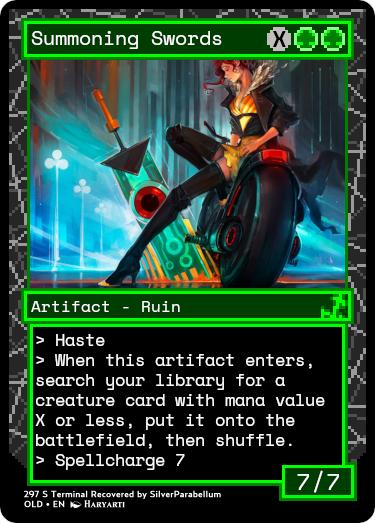 Summoning Swords X
Artifact - Ruin
> Haste
> When this artifact enters,
search your library for a
creature card with mana value
X or less, put it onto the
battlefield, then shuffle.
> Spellcharge 7
7/7
297 S Terminal Recovered by SilverParabellum
OLD • EN Haryarti